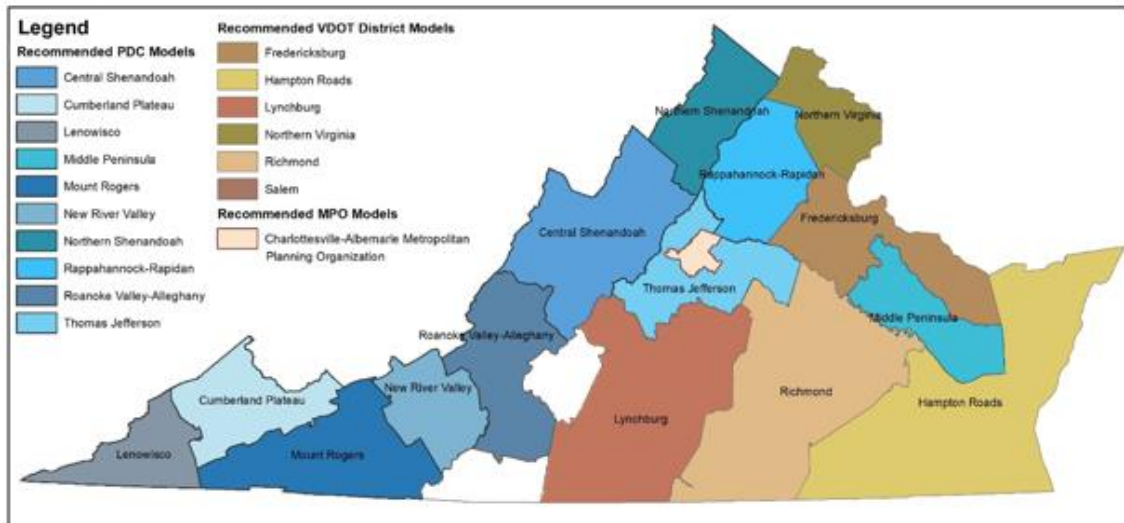 Legend
Recommended PDC Models
Central Shenandoah
Cumberland Plateau
Lenowisco
Middle Peninsula
Mount Rogers
New River Valley
Northern Shenandoah
Rappahannock-Rapidan
Roanoke Valley-Alleghany
Thomas Jefferson
Recommended VDOT District Models
Fredericksburg
Hampton Roads
Lynchburg
Northern Virginia
Richmond
Salem
Recommended MPO Models
Charlottesville-Albemarle Metropolitan
Planning Organization
Northern Shenandoah
Northern Virginia
Rappahannock-Rapidan
Fredericksburg
Central Shenandoah
Thomas Jefferson
Middle Peninsula
Roanoke Valley-Alleghany
New River Valley
Cumberland Plateau
Richmond
Hampton Roads
Lynchburg
Lenowisco
Mount Rogers